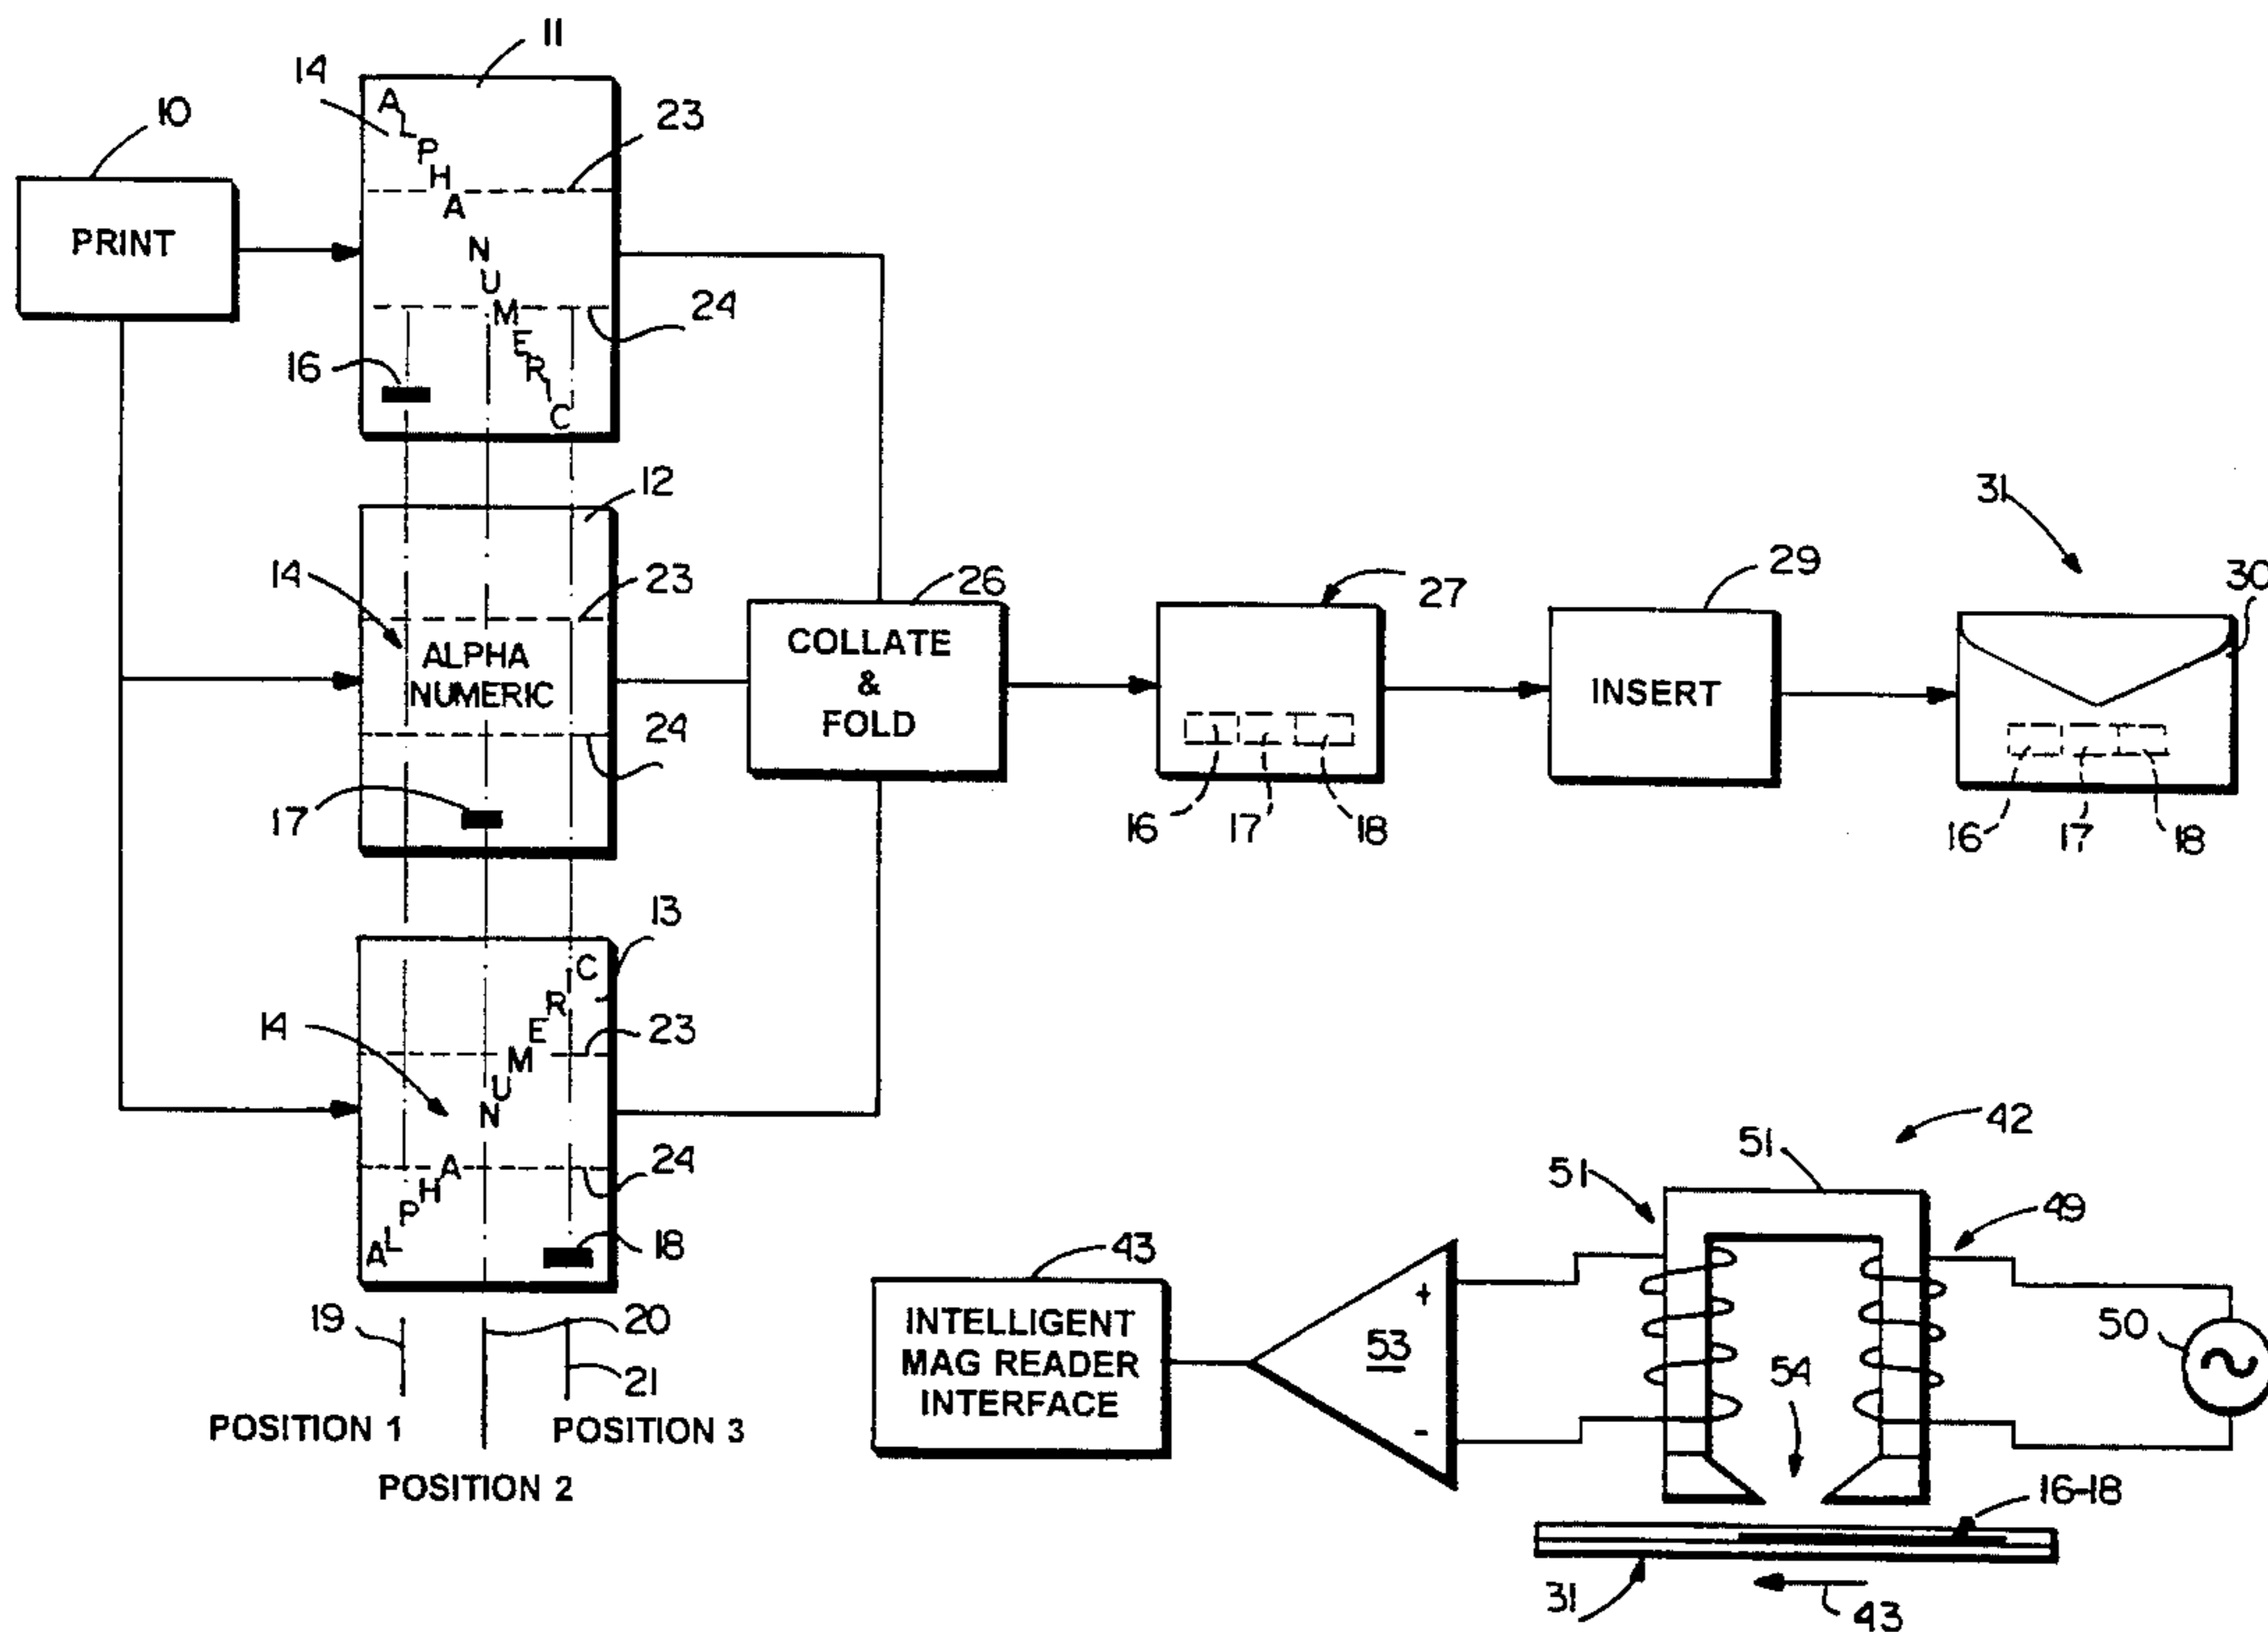 11
14
10
A
L
P
H
A
N
U
M
E
R
I
C
23
PRINT
24
16
12
14
23
ALPHA
NUMERIC
24
17
26
COLLATE
&
FOLD
27
16
17
18
29
INSERT
31
30
16
17
18
13
C
I
R
E
M
U
N
A
H
P
L
A
14
23
24
18
19
20
21
POSITION 1
POSITION 3
POSITION 2
42
51
51
49
43
INTELLIGENT
MAG READER
INTERFACE
+
53
-
54
50
16-18
31
43